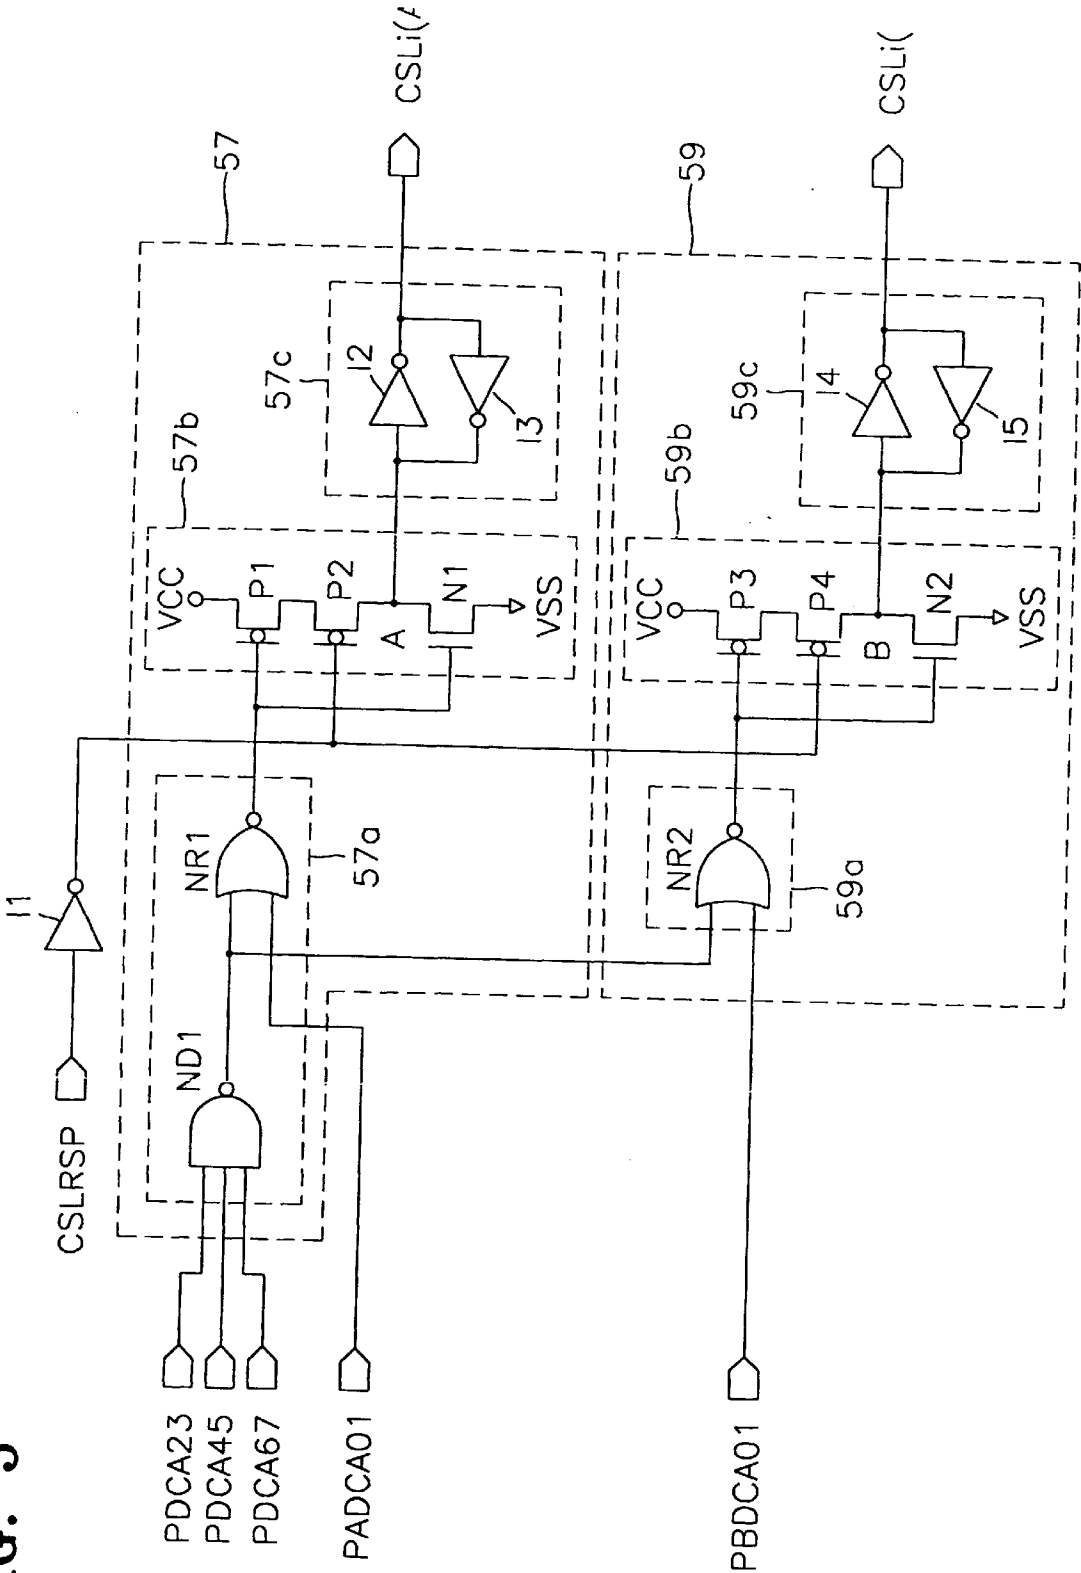 CSLRSP
I1
PDCA23
PDCA45
PDCA67
PADCA01
ND1
NR1
57a
VCC
P1
P2
A
N1
VSS
57b
57c
I2
I3
57
CSLi(
PBDCA01
NR2
59a
VCC
P3
P4
B
N2
VSS
59b
59c
I4
I5
59
CSLi(